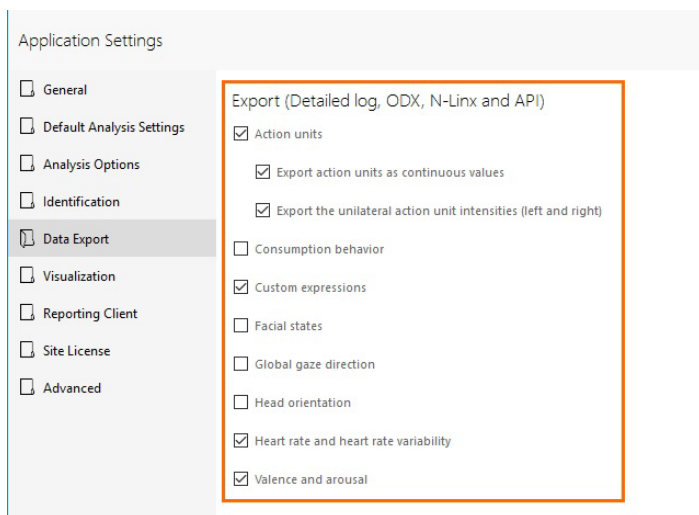 Application Settings
General
Default Analysis Settings
Analysis Options
Identification
Data Export
Visualization
Reporting Client
Site License
Advanced
Export (Detailed log, ODX, N-Linx and API)
Action units
Export action units as continuous values
Export the unilateral action unit intensities (left and right)
Consumption behavior
Custom expressions
Facial states
Global gaze direction
Head orientation
Heart rate and heart rate variability
Valence and arousal